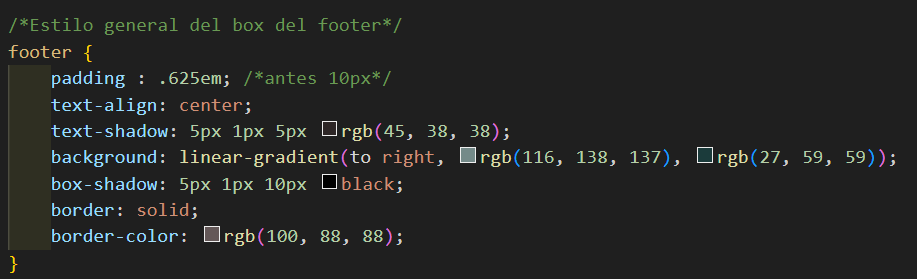 /*Estilo general del box del footer*/
footer {
padding : .625em; /*antes 10px*/
text-align: center;
text-shadow: 5px 1px 5px rgb(45, 38, 38);
background: linear-gradient(to right, rgb(116, 138, 137), rgb(27, 59, 59));
box-shadow: 5px 1px 10px black;
border: solid;
border-color: rgb(100, 88, 88);
}